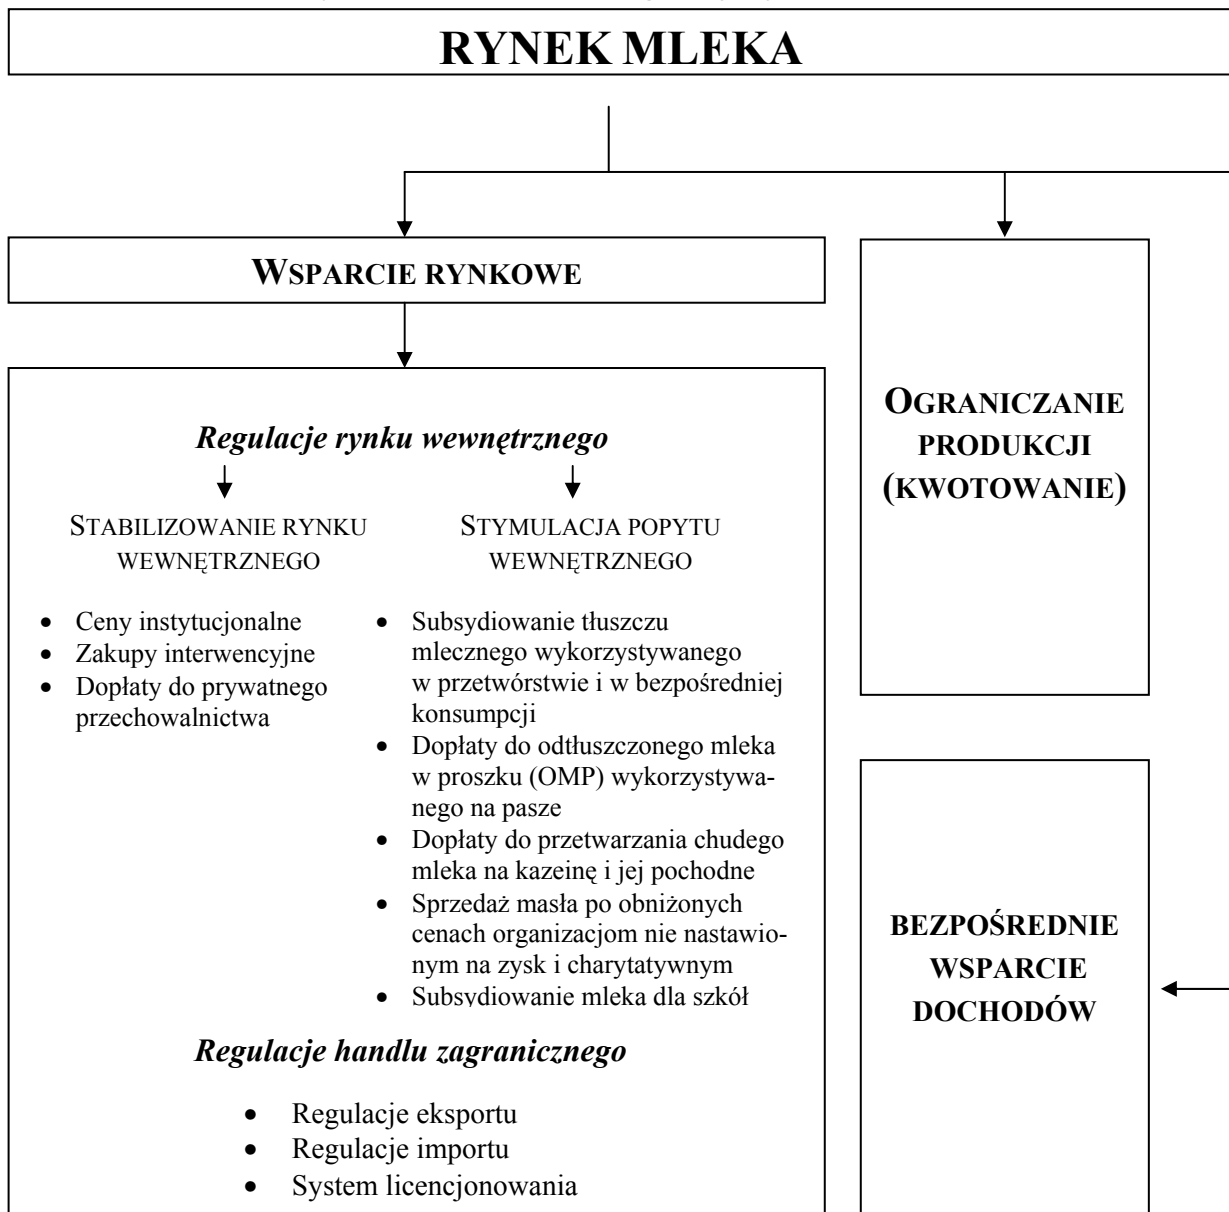 RYNEK MLEKA
WSPARCIE RYNKOWE
Regulacje rynku wewnętrznego
STABILIZOWANIE RYNKU
WEWNĘTRZNEGO
• Ceny instytucjonalne
• Zakupy interwencyjne
• Dopłaty do prywatnego
przechowalnictwa
STYMULACJA POPYTU
WEWNĘTRZNEGO
• Subsydiowanie tłuszczu
mlecznego wykorzystywanego
w przetwórstwie i w bezpośredniej
konsumpcji
• Dopłaty do odtłuszczonego mleka
w proszku (OMP) wykorzystywa-
nego na pasze
• Dopłaty do przetwarzania chudego
mleka na kazeinę i jej pochodne
• Sprzedaż masła po obniżonych
cenach organizacjom nie nastawio-
nym na zysk i charytatywnym
• Subsydiowanie mleka dla szkół
Regulacje handlu zagranicznego
• Regulacje eksportu
• Regulacje importu
• System licencjonowania
OGRANICZANIE
PRODUKCJI
(KWOTOWANIE)
BEZPOŚREDNIE
WSPARCIE
DOCHODÓW